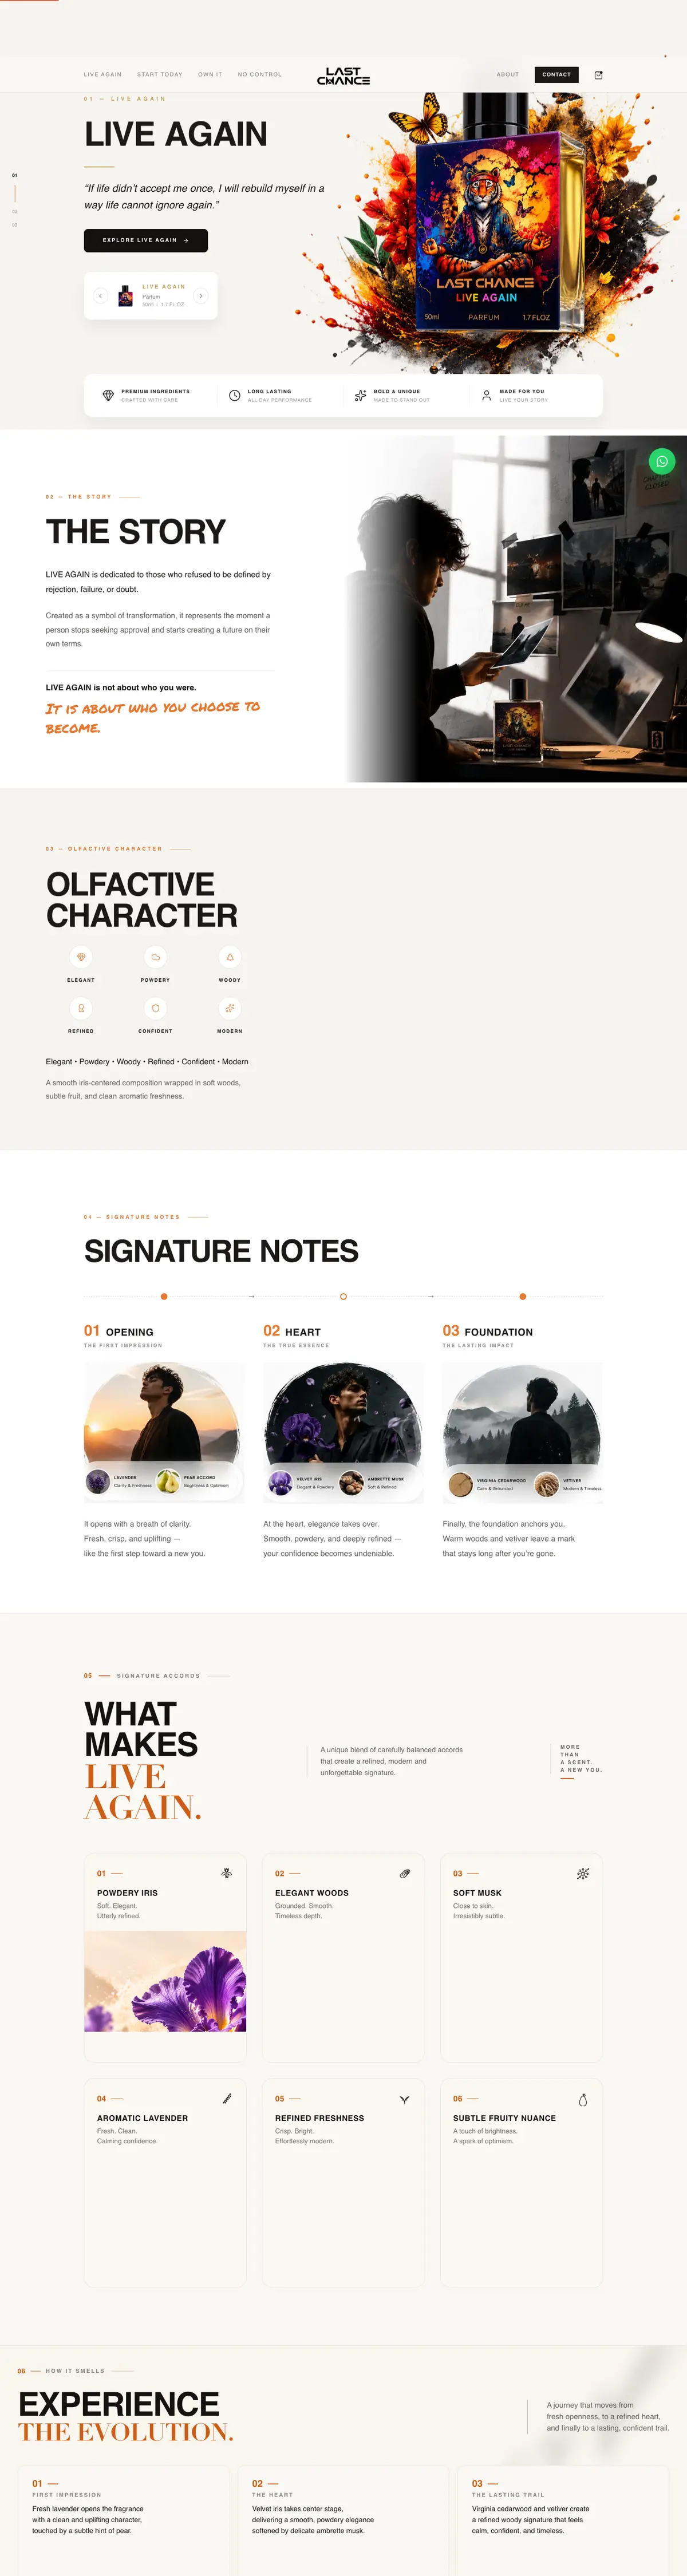 LIVE AGAIN
START TODAY
OWN IT
NO CONTROL
LAST CHANCE
ABOUT
CONTACT
01 — LIVE AGAIN
LIVE AGAIN
01
02
03
“If life didn’t accept me once, I will rebuild myself in a
way life cannot ignore again.”
EXPLORE LIVE AGAIN →
LIVE AGAIN
Parfum
50ml | 1.7 FL.OZ
LAST CHANCE
LIVE AGAIN
50ml PARFUM 1.7 FLOZ
PREMIUM INGREDIENTS
CRAFTED WITH CARE
LONG LASTING
ALL DAY PERFORMANCE
BOLD & UNIQUE
MADE TO STAND OUT
MADE FOR YOU
LIVE YOUR STORY
02 — THE STORY
THE STORY
LIVE AGAIN is dedicated to those who refused to be defined by
rejection, failure, or doubt.
Created as a symbol of transformation, it represents the moment a
person stops seeking approval and starts creating a future on their
own terms.
LIVE AGAIN is not about who you were.
It is about who you choose to
become.
03 — OLFACTIVE CHARACTER
OLFACTIVE
CHARACTER
ELEGANT
POWDERY
WOODY
REFINED
CONFIDENT
MODERN
Elegant • Powdery • Woody • Refined • Confident • Modern
A smooth iris-centered composition wrapped in soft woods,
subtle fruit, and clean aromatic freshness.
04 — SIGNATURE NOTES
SIGNATURE NOTES
01 OPENING
THE FIRST IMPRESSION
LAVENDER
Clarity & Freshness
PEAR ACCORD
Brightness & Optimism
It opens with a breath of clarity.
Fresh, crisp, and uplifting —
like the first step toward a new you.
02 HEART
THE TRUE ESSENCE
VELVET IRIS
Elegant & Powdery
AMBRETTE MUSK
Soft & Refined
At the heart, elegance takes over.
Smooth, powdery, and deeply refined —
your confidence becomes undeniable.
03 FOUNDATION
THE LASTING IMPACT
VIRGINIA CEDARWOOD
Calm & Grounded
VETIVER
Modern & Timeless
Finally, the foundation anchors you.
Warm woods and vetiver leave a mark
that stays long after you’re gone.
05 — SIGNATURE ACCORDS
WHAT
MAKES
LIVE
AGAIN.
A unique blend of carefully balanced accords
that create a refined, modern and
unforgettable signature.
MORE
THAN
A SCENT.
A NEW YOU.
01 —
POWDERY IRIS
Soft. Elegant.
Utterly refined.
02 —
ELEGANT WOODS
Grounded. Smooth.
Timeless depth.
03 —
SOFT MUSK
Close to skin.
Irresistibly subtle.
04 —
AROMATIC LAVENDER
Fresh. Clean.
Calming confidence.
05 —
REFINED FRESHNESS
Crisp. Bright.
Effortlessly modern.
06 —
SUBTLE FRUITY NUANCE
A touch of brightness.
A spark of optimism.
06 — HOW IT SMELLS
EXPERIENCE
THE EVOLUTION.
A journey that moves from
fresh openness, to a refined heart,
and finally to a lasting, confident trail.
01 —
FIRST IMPRESSION
Fresh lavender opens the fragrance
with a clean and uplifting character,
touched by a subtle hint of pear.
02 —
THE HEART
Velvet iris takes center stage,
delivering a smooth, powdery elegance
softened by delicate ambrette musk.
03 —
THE LASTING TRAIL
Virginia cedarwood and vetiver create
a refined woody signature that feels
calm, confident, and timeless.